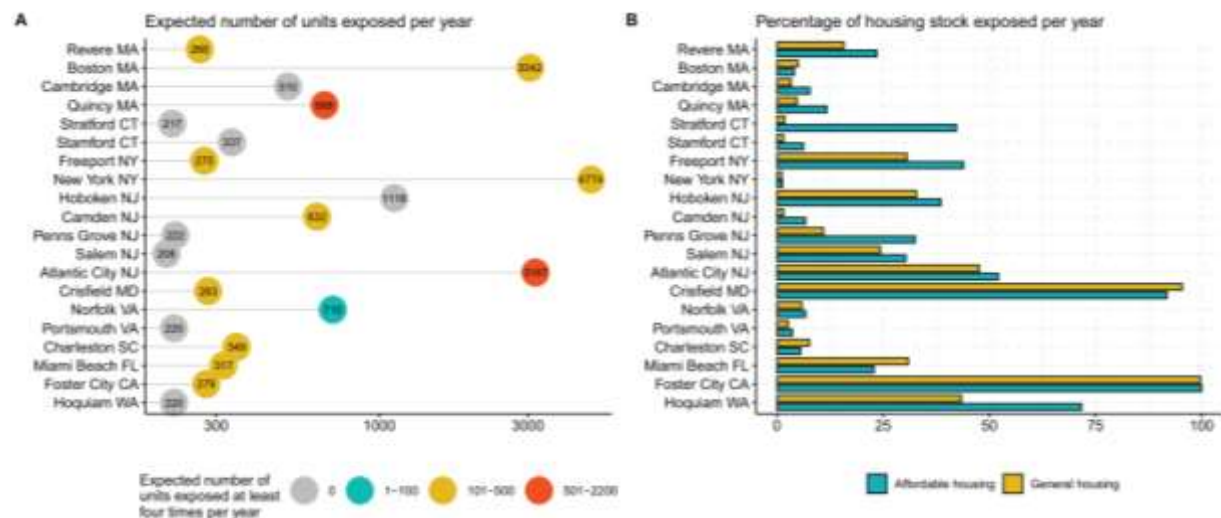 A Expected number of units exposed per year
Revere MA
Boston MA
Cambridge MA
Quincy MA
Stratford CT
Stamford CT
Freeport NY
New York NY
Hoboken NJ
Camden NJ
Penns Grove NJ
Salem NJ
Atlantic City NJ
Crisfield MD
Norfolk VA
Portsmouth VA
Charleston SC
Miami Beach FL
Foster City CA
Hoquiam WA
3042
217
275
632
222
208
283
349
317
279
220
300 1000 3000
Expected number of
units exposed at least
four times per year
0 1−100 101−500 501−2200
B Percentage of housing stock exposed per year
Revere MA
Boston MA
Cambridge MA
Quincy MA
Stratford CT
Stamford CT
Freeport NY
New York NY
Hoboken NJ
Camden NJ
Penns Grove NJ
Salem NJ
Atlantic City NJ
Crisfield MD
Norfolk VA
Portsmouth VA
Charleston SC
Miami Beach FL
Foster City CA
Hoquiam WA
0 25 50 75 100
Affordable housing General housing